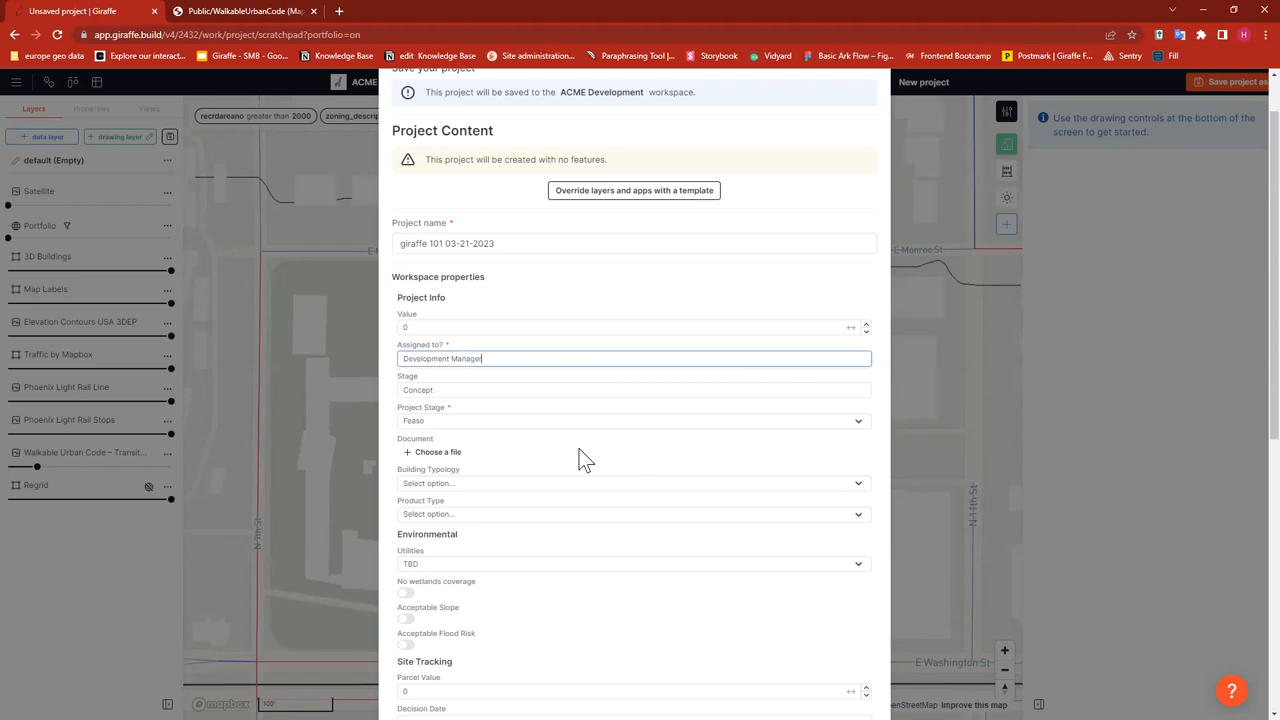 Unsaved project | Giraffe
Public/WalkableUrbanCode (Map
app.giraffe.build/v4/2432/work/project/scratchpad?portfolio=on
H
europe geo data
Explore our interact...
Giraffe - SMB - Goo...
Knowledge Base
edit Knowledge Base
Site administration...
Paraphrasing Tool |...
Storybook
Vidyard
Basic Ark Flow – Fig...
Frontend Bootcamp
Postmark | Giraffe F...
Sentry
Fill
ACME
New project
Save project as
Layers
Properties
Views
+ data layer
+ drawing layer
default (Empty)
Satellite
Portfolio
3D Buildings
Map Labels
Elevation Contours USA 3DEP
Traffic by Mapbox
Phoenix Light Rail Line
Phoenix Light Rail Stops
Walkable Urban Code – Transit...
Regrid
rcrdareano greater than 2000
zoning_descrip
Save your project
This project will be saved to the ACME Development workspace.
Project Content
This project will be created with no features.
Override layers and apps with a template
Project name *
giraffe 101 03-21-2023
Workspace properties
Project Info
Value
0
Assigned to? *
Development Manager
Stage
Concept
Project Stage *
Feaso
Document
+ Choose a file
Building Typology
Select option...
Product Type
Select option...
Environmental
Utilities
TBD
No wetlands coverage
Acceptable Slope
Acceptable Flood Risk
Site Tracking
Parcel Value
0
Decision Date
Use the drawing controls at the bottom of the
screen to get started.
E Monroe St
N 7th St
N 11th St
E Washington St
mapbox
100'
penStreetMap Improve this map
?